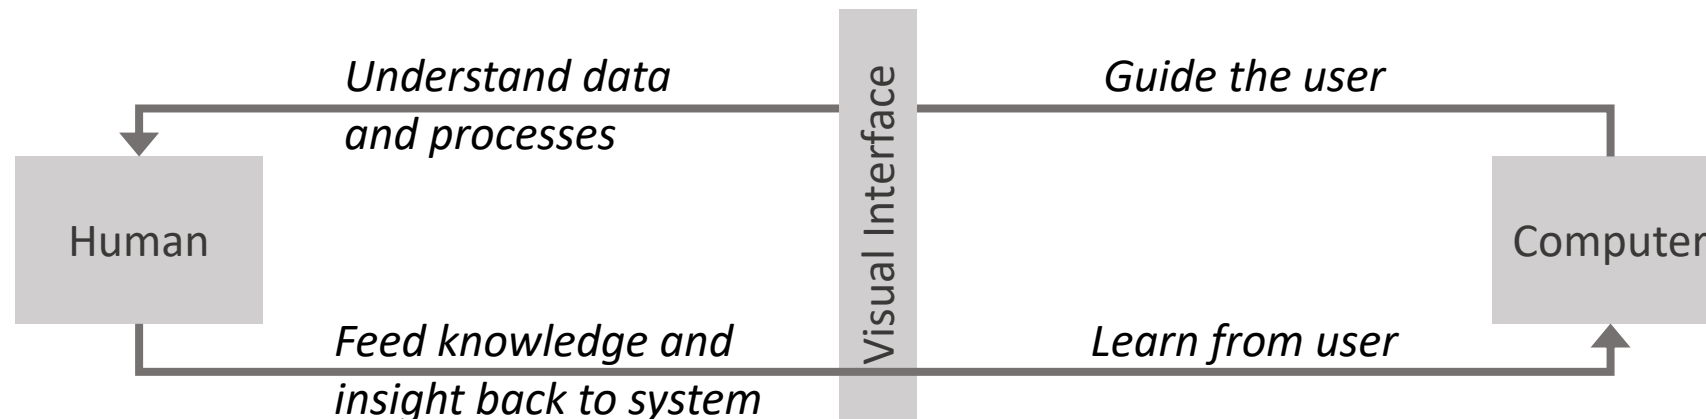 Understand data
and processes
Guide the user
Visual Interface
Human
Computer
Feed knowledge and
insight back to system
Learn from user